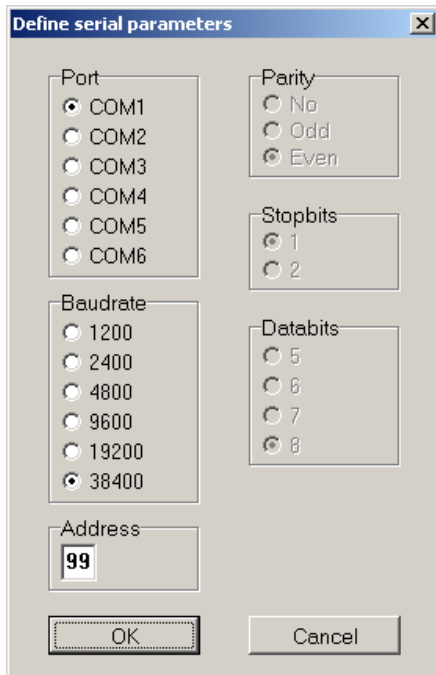 Define serial parameters
Port
COM1
COM2
COM3
COM4
COM5
COM6
Baudrate
1200
2400
4800
9600
19200
38400
Address
99
Parity
No
Odd
Even
Stopbits
1
2
Databits
5
6
7
8
OK
Cancel